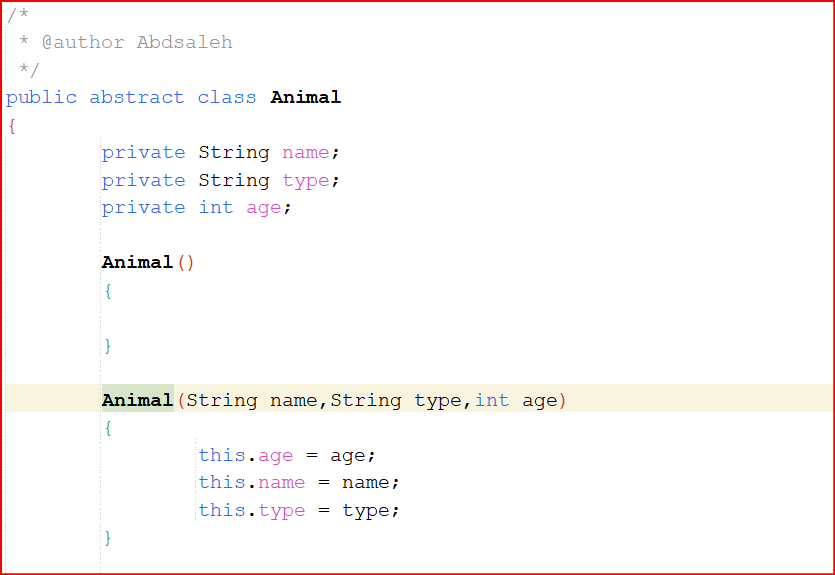 /*
 * @author Abdsaleh
 */
public abstract class Animal
{
        private String name;
        private String type;
        private int age;

        Animal()
        {

        }

        Animal(String name,String type,int age)
        {
                this.age = age;
                this.name = name;
                this.type = type;
        }